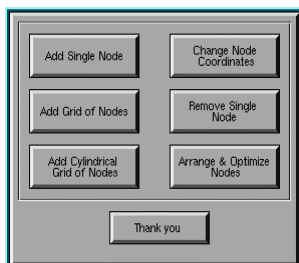 Add Single Node
Change Node
Coordinates
Add Grid of Nodes
Remove Single
Node
Add Cylindrical
Grid of Nodes
Arrange & Optimize
Nodes
Thank you